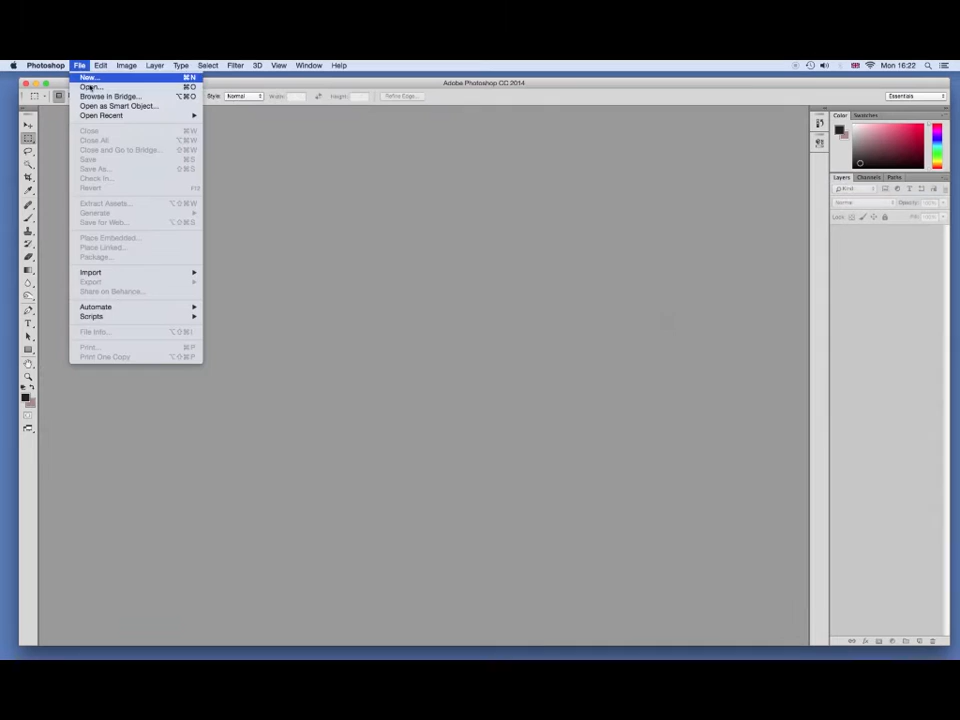 Photoshop File Edit Image Layer Type Select Filter 3D View Window Help Mon 16:22
Adobe Photoshop CC 2014
Style: Normal Width: Height: Refine Edge... Essentials
New... ⌘N
Open... ⌘O
Browse in Bridge... ⌥⌘O
Open as Smart Object...
Open Recent
Close ⌘W
Close All ⌥⌘W
Close and Go to Bridge... ⇧⌘W
Save ⌘S
Save As... ⇧⌘S
Check In...
Revert F12
Extract Assets... ⌥⇧⌘W
Generate
Save for Web... ⌥⇧⌘S
Place Embedded...
Place Linked...
Package...
Import
Export
Share on Behance...
Automate
Scripts
File Info... ⌥⇧⌘I
Print... ⌘P
Print One Copy ⌥⇧⌘P
Color Swatches
Layers Channels Paths
Kind
Normal Opacity: 100%
Lock: Fill: 100%